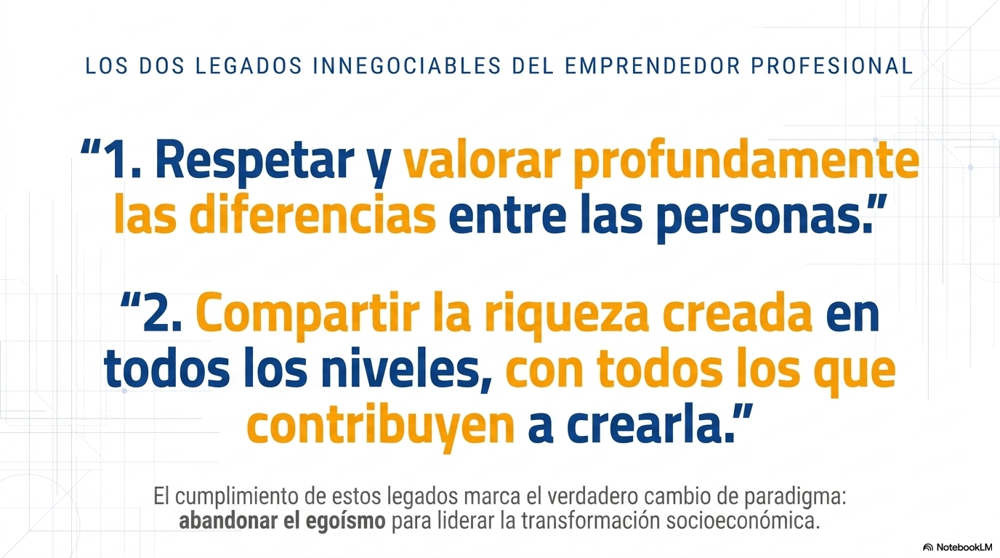 LOS DOS LEGADOS INNEGOCIABLES DEL EMPRENDEDOR PROFESIONAL
“1. Respetar y valorar profundamente
las diferencias entre las personas.”
“2. Compartir la riqueza creada en
todos los niveles, con todos los que
contribuyen a crearla.”
El cumplimiento de estos legados marca el verdadero cambio de paradigma:
abandonar el egoísmo para liderar la transformación socioeconómica.
NotebookLM